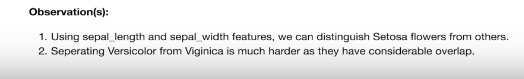 Observation(s):
1. Using sepal_length and sepal_width features, we can distinguish Setosa flowers from others.
2. Seperating Versicolor from Viginica is much harder as they have considerable overlap.